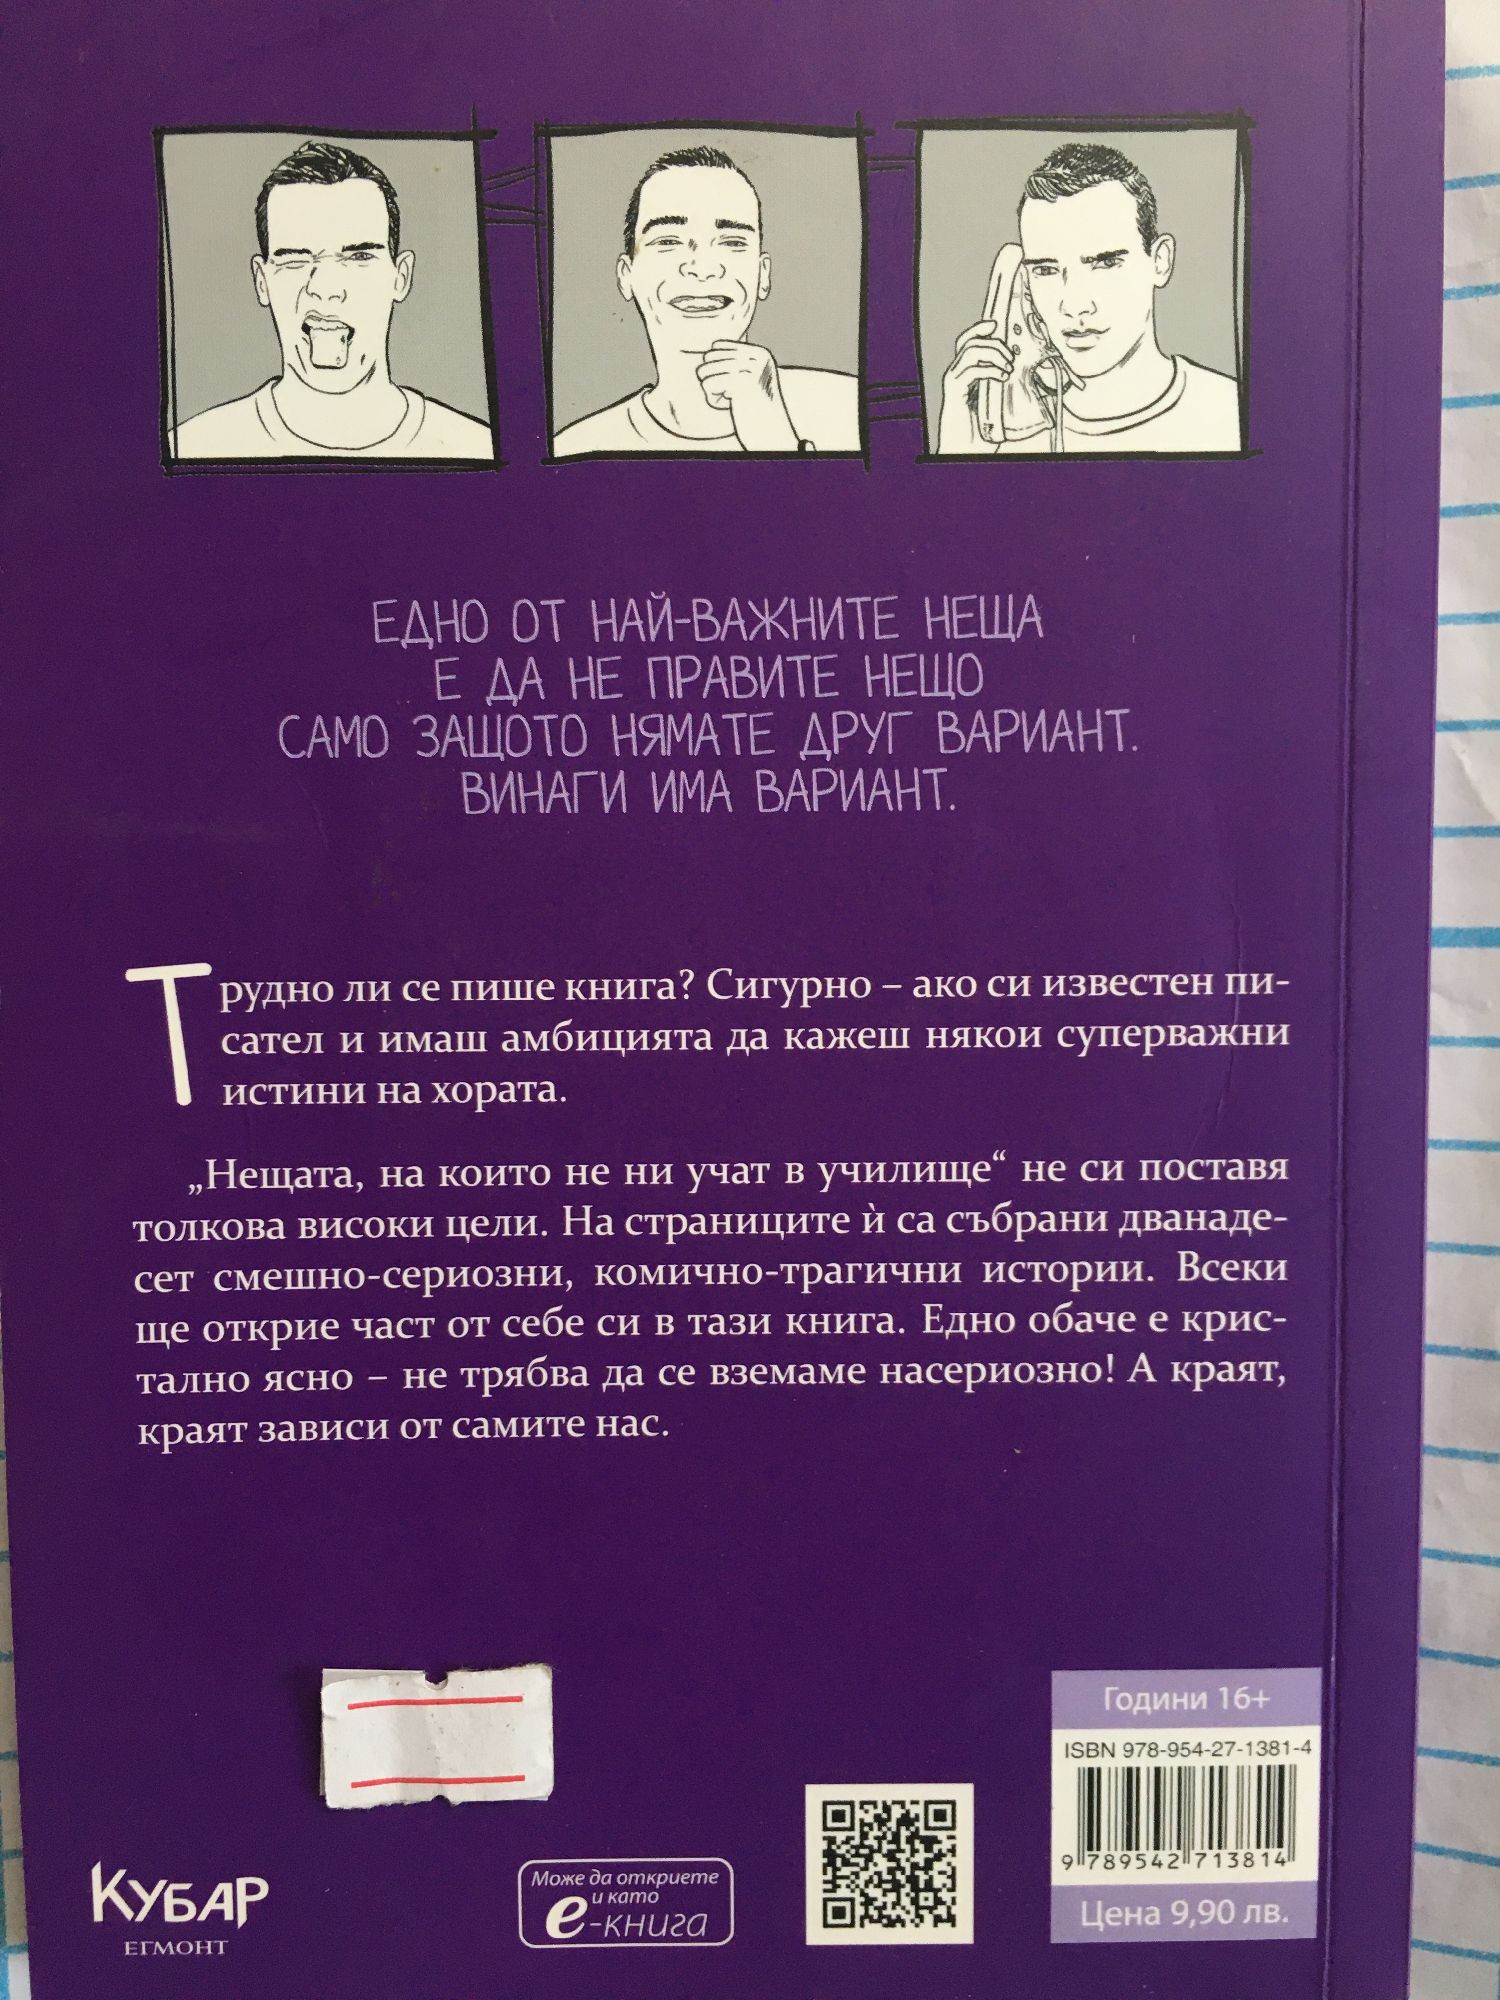 ЕДНО ОТ НАЙ-ВАЖНИТЕ НЕЩА
Е ДА НЕ ПРАВИТЕ НЕЩО
САМО ЗАЩОТО НЯМАТЕ ДРУГ ВАРИАНТ.
ВИНАГИ ИМА ВАРИАНТ.
Трудно ли се пише книга? Сигурно – ако си известен пи-
сател и имаш амбицията да кажеш някои суперважни
истини на хората.
„Нещата, на които не ни учат в училище“ не си поставя
толкова високи цели. На страниците ѝ са събрани дванаде-
сет смешно-сериозни, комично-трагични истории. Всеки
ще открие част от себе си в тази книга. Едно обаче е крис-
тално ясно – не трябва да се вземаме насериозно! А краят,
краят зависи от самите нас.
Години 16+
ISBN 978-954-27-1381-4
9 789542 713814
Цена 9,90 лв.
Може да откриете
и като
е-книга
КУБАР
ЕГМОНТ